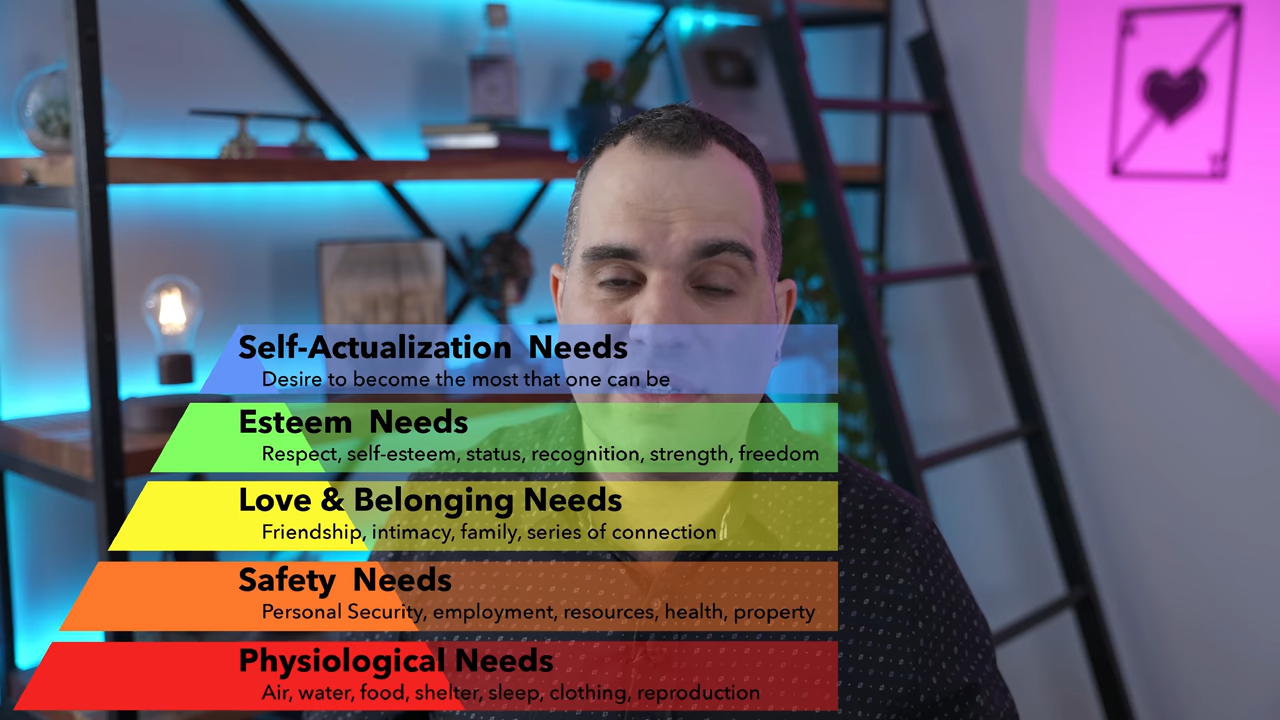 Self-Actualization Needs
Desire to become the most that one can be
Esteem Needs
Respect, self-esteem, status, recognition, strength, freedom
Love & Belonging Needs
Friendship, intimacy, family, series of connection
Safety Needs
Personal Security, employment, resources, health, property
Physiological Needs
Air, water, food, shelter, sleep, clothing, reproduction